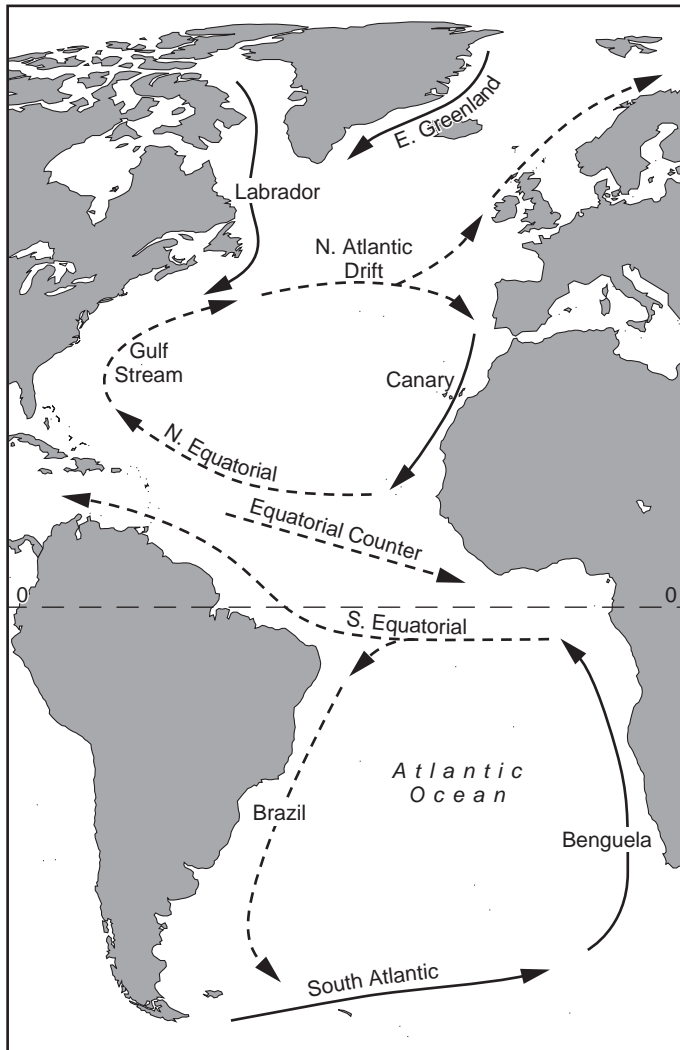 E. Greenland
Labrador
N. Atlantic
Drift
Gulf
Stream
Canary
N. Equatorial
Equatorial Counter
0
0
S. Equatorial
Atlantic
Ocean
Brazil
Benguela
South Atlantic